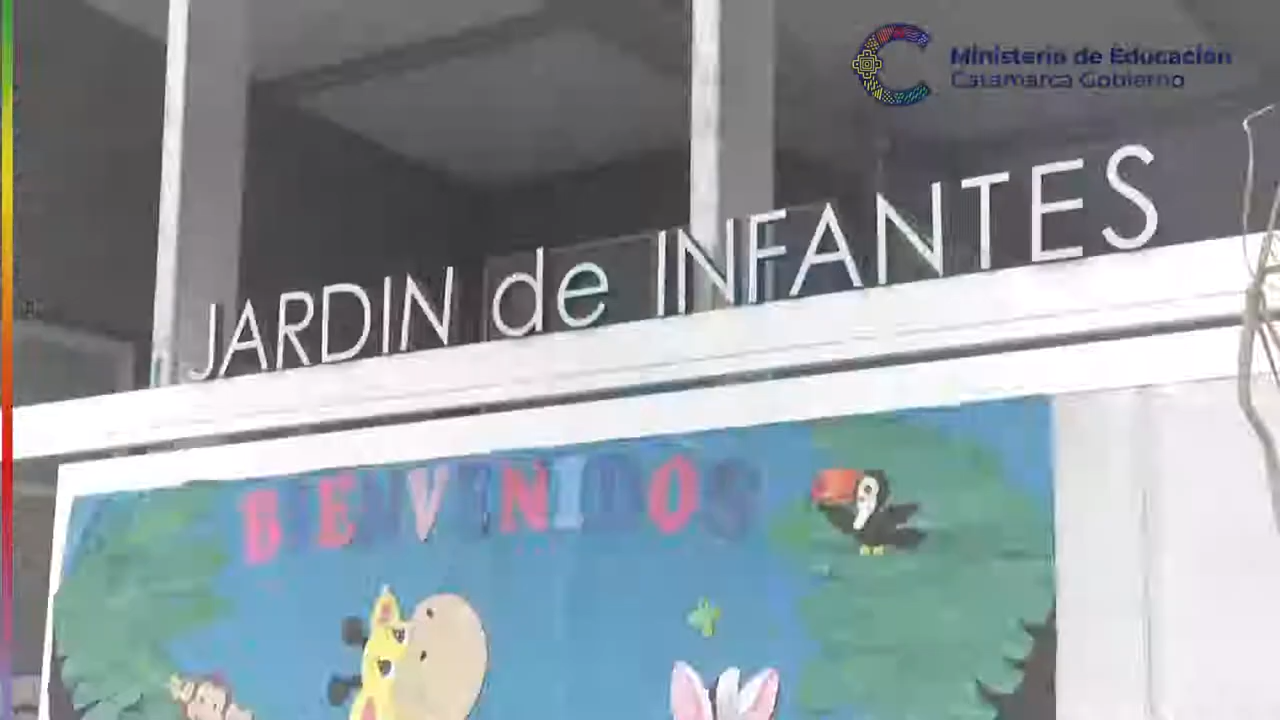 Ministerio de Educación
Catamarca Gobierno
JARDIN de INFANTES
BIENVENIDOS